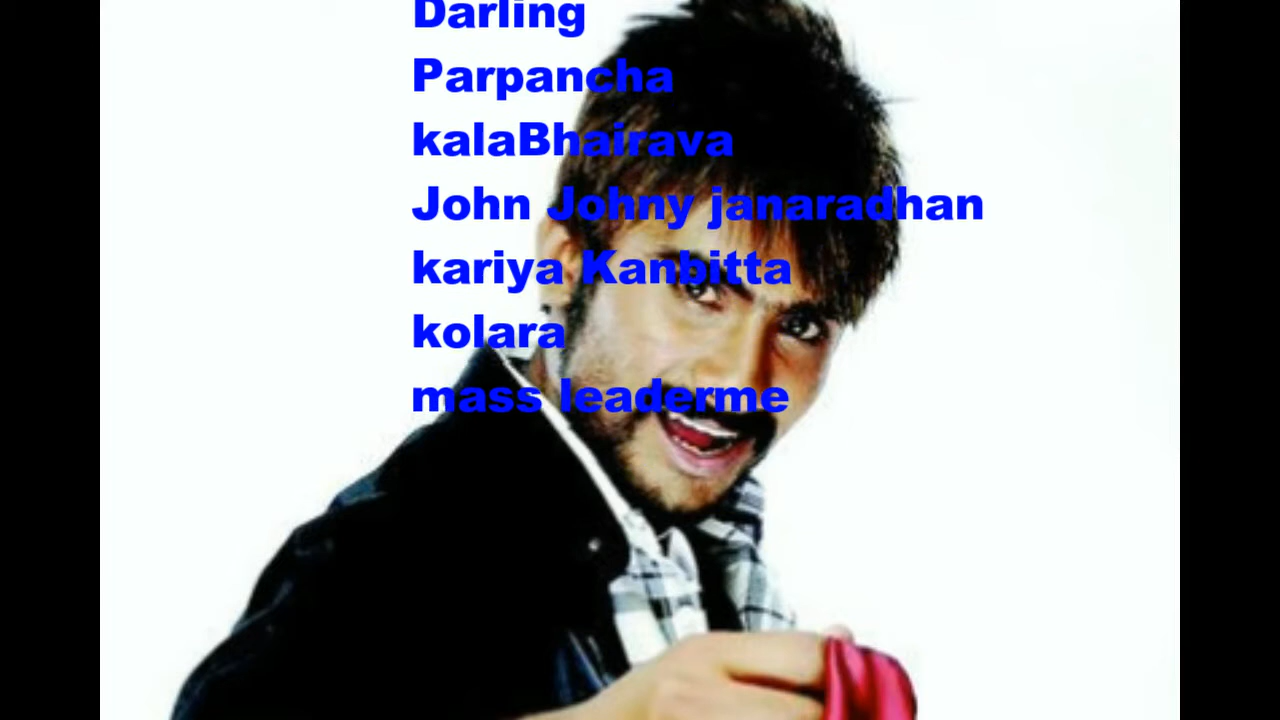 Darling
Parpancha
kalaBhairava
John Johny janaradhan
kariya Kanbitta
kolara
mass leaderme